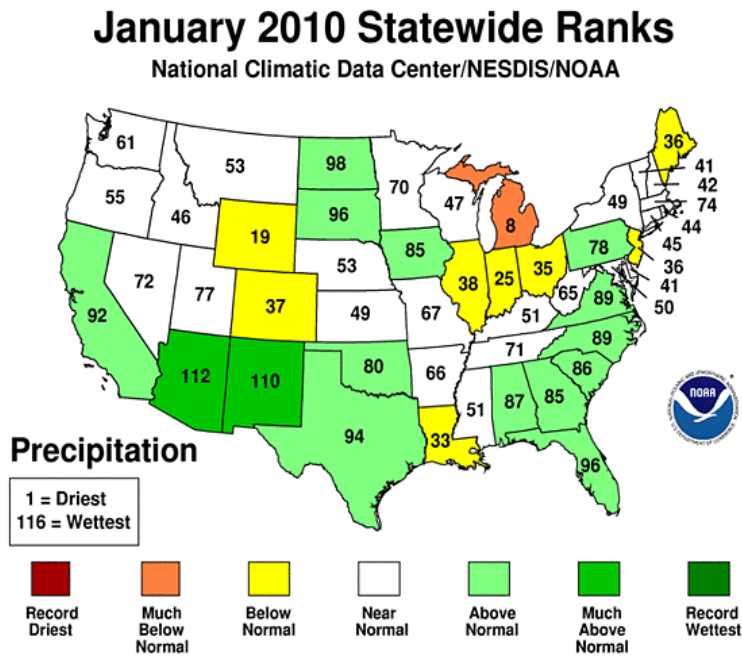 January 2010 Statewide Ranks
National Climatic Data Center/NESDIS/NOAA
61
53
98
70
47
8
49
36
41
42
74
44
45
36
41
50
55
46
19
96
85
53
72
77
37
49
67
38
25
35
78
65
89
51
89
71
92
112
110
80
66
86
94
33
51
87
85
96
NOAA
Precipitation
1 = Driest
116 = Wettest
Record
Driest
Much
Below
Normal
Below
Normal
Near
Normal
Above
Normal
Much
Above
Normal
Record
Wettest